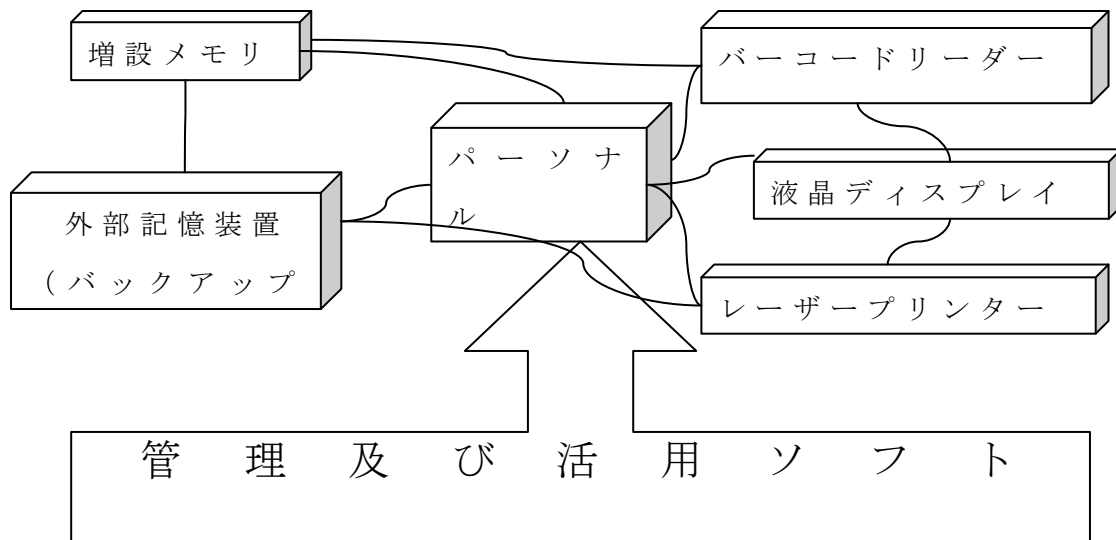 増設メモリ
バーコードリーダー
パーソナ
ル
液晶ディスプレイ
外部記憶装置
（バックアップ
レーザープリンター
管理及び活用ソフト